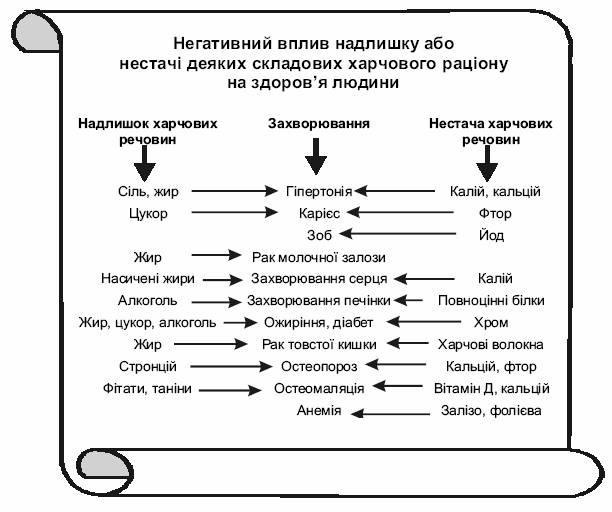 Негативний вплив надлишку або
нестачі деяких складових харчового раціону
на здоров'я людини
Надлишок харчових речовин Захворювання Нестача харчових речовин
Сіль, жир Гіпертонія Калій, кальцій
Цукор Карієс Фтор
Зоб Йод
Жир Рак молочної залози
Насичені жири Захворювання серця Калій
Алкоголь Захворювання печінки Повноцінні білки
Жир, цукор, алкоголь Ожиріння, діабет Хром
Жир Рак товстої кишки Харчові волокна
Стронцій Остеопороз Кальцій, фтор
Фітати, таніни Остеомаляція Вітамін Д, кальцій
Анемія Залізо, фолієва